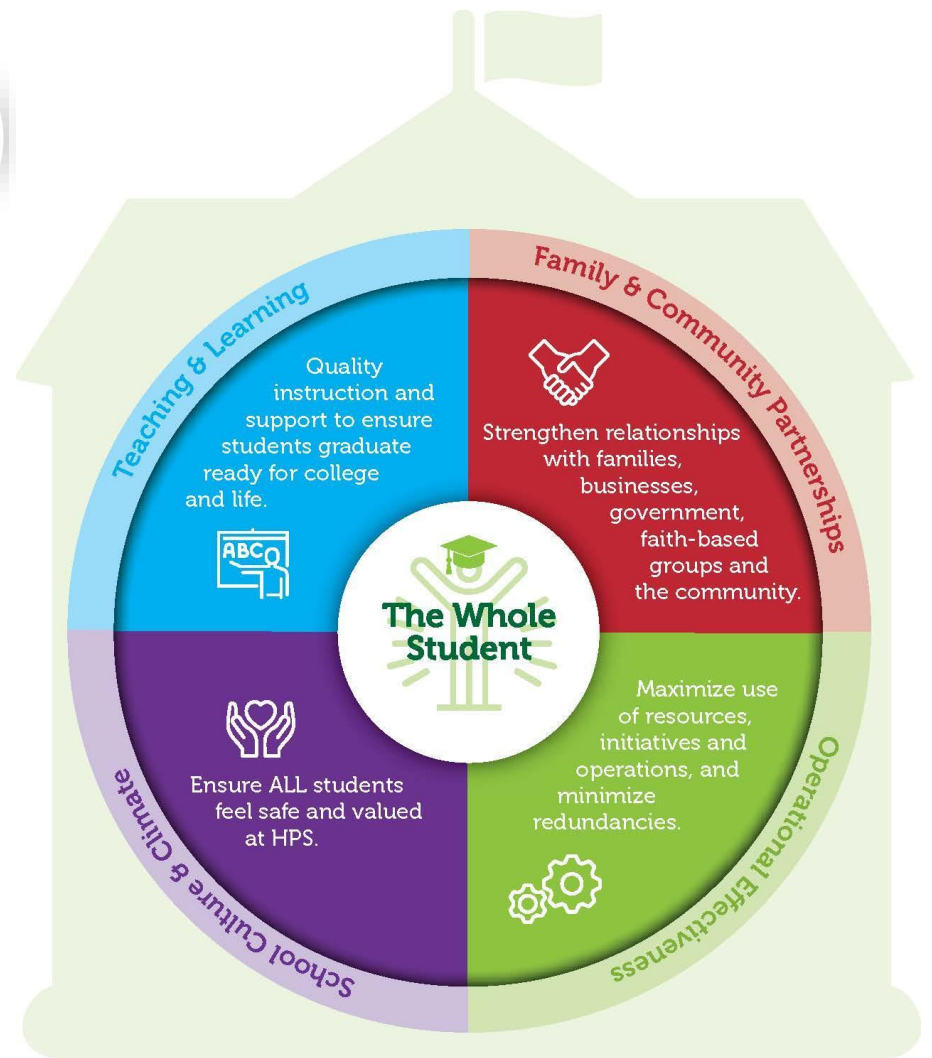 Teaching & Learning
Quality
instruction and
support to ensure
students graduate
ready for college
and life.
ABC
Family & Community Partnerships
Strengthen relationships
with families,
businesses,
government,
faith-based
groups and
the community.
The Whole
Student
School Culture & Climate
Ensure ALL students
feel safe and valued
at HPS.
Operational Effectiveness
Maximize use
of resources,
initiatives and
operations, and
minimize
redundancies.